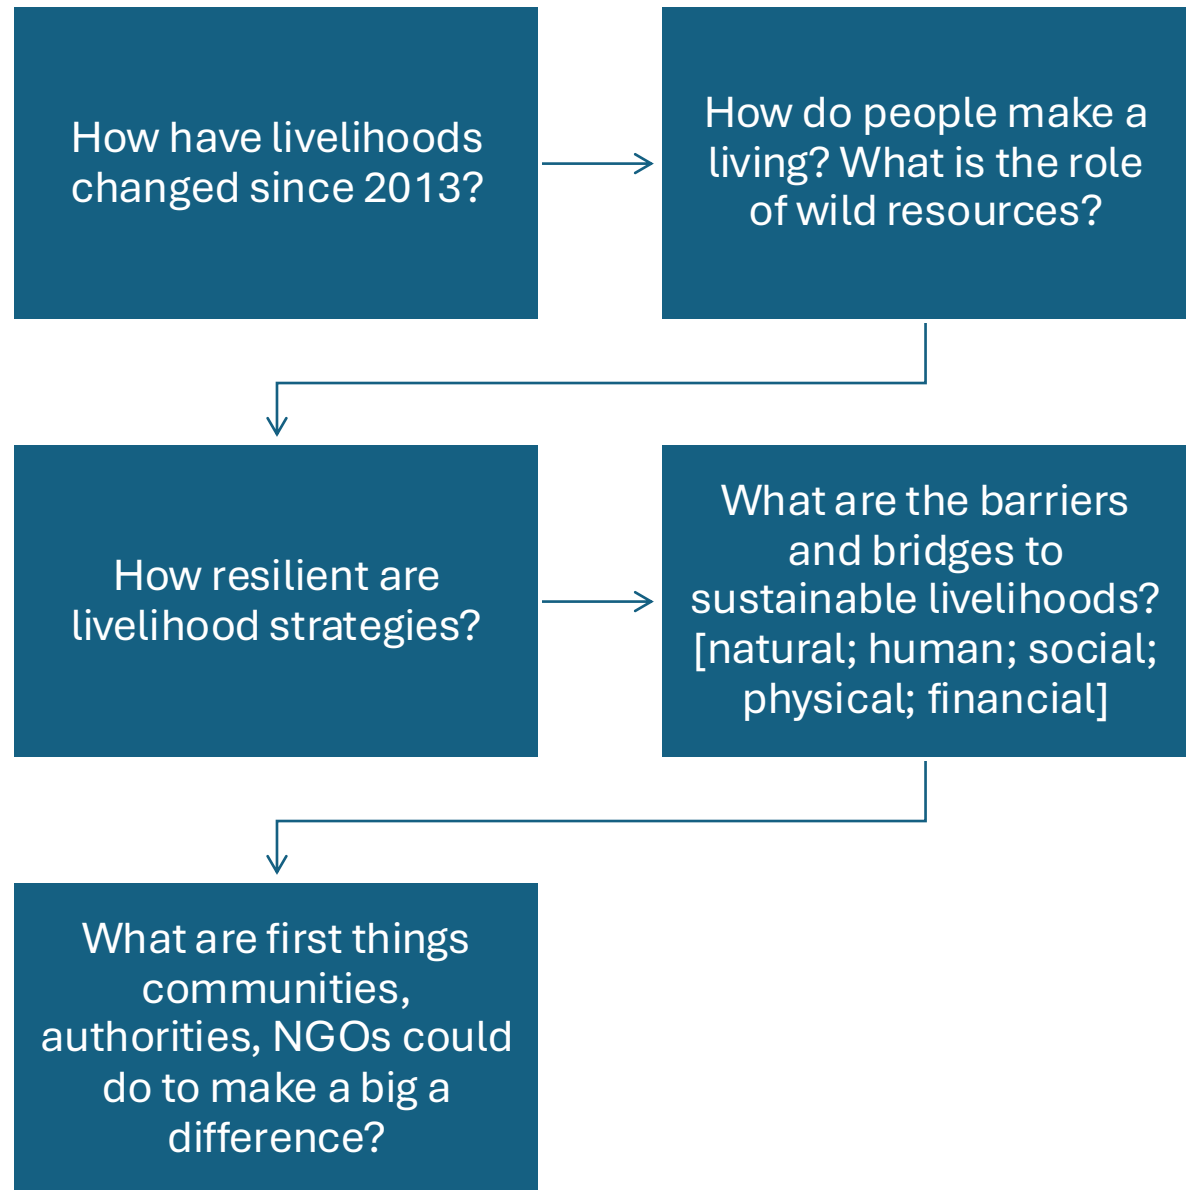 How have livelihoods
changed since 2013?
How do people make a
living? What is the role
of wild resources?
How resilient are
livelihood strategies?
What are the barriers
and bridges to
sustainable livelihoods?
[natural; human; social;
physical; financial]
What are first things
communities,
authorities, NGOs could
do to make a big a
difference?